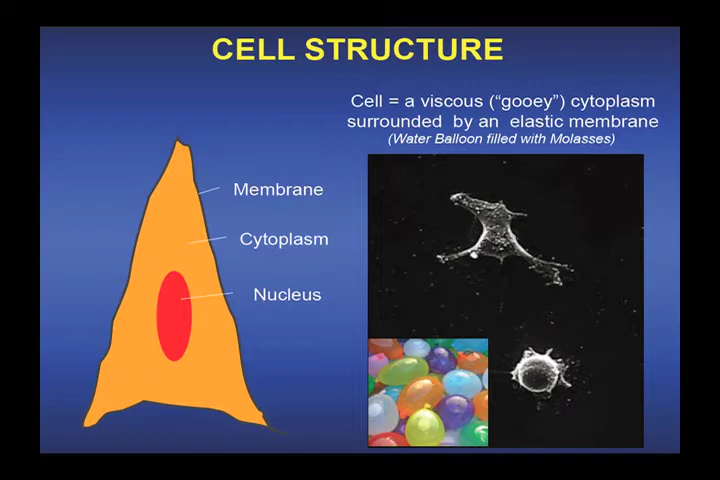 CELL STRUCTURE
Cell = a viscous (“gooey”) cytoplasm
surrounded by an elastic membrane
(Water Balloon filled with Molasses)
Membrane
Cytoplasm
Nucleus